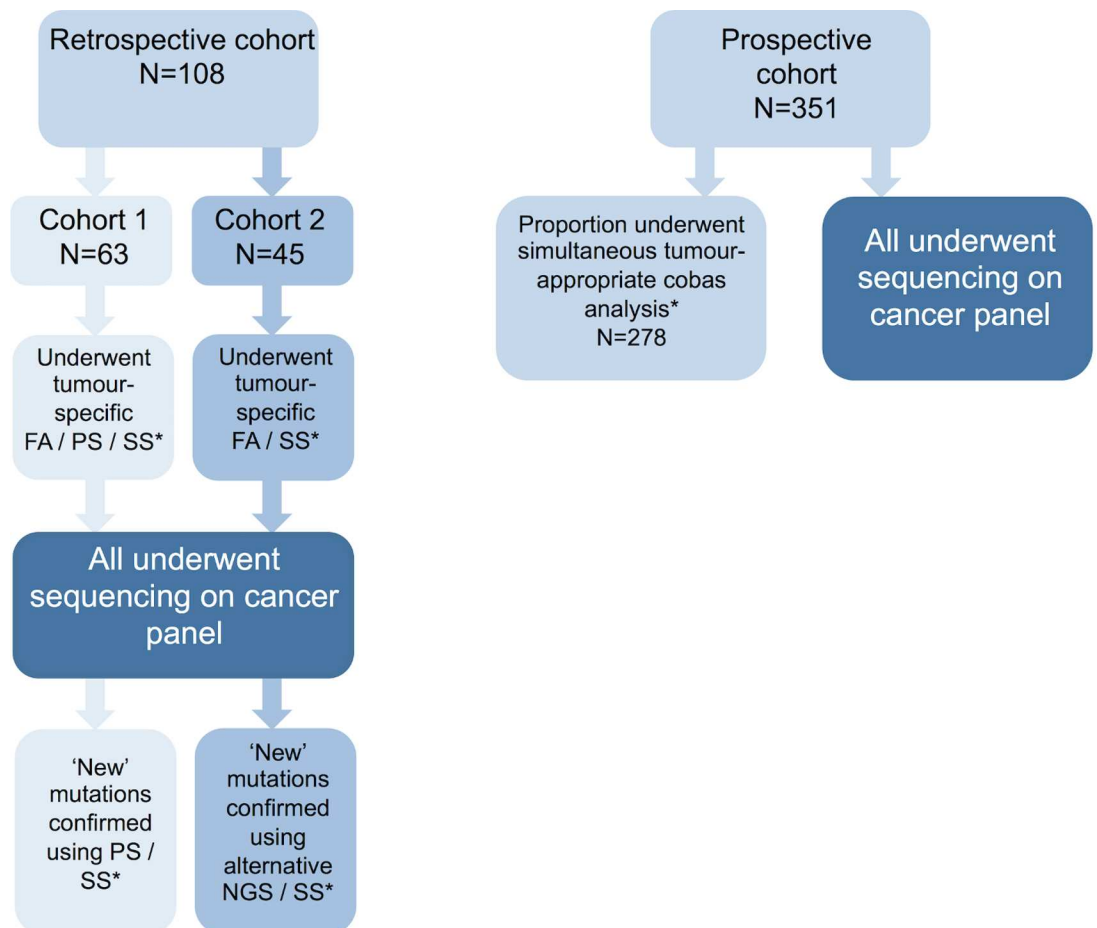 Retrospective cohort
N=108
Cohort 1
N=63
Cohort 2
N=45
Underwent
tumour-
specific
FA / PS / SS*
Underwent
tumour-
specific
FA / SS*
All underwent
sequencing on cancer
panel
‘New’
mutations
confirmed
using PS /
SS*
‘New’
mutations
confirmed
using
alternative
NGS / SS*
Prospective
cohort
N=351
Proportion underwent
simultaneous tumour-
appropriate cobas
analysis*
N=278
All underwent
sequencing on
cancer panel